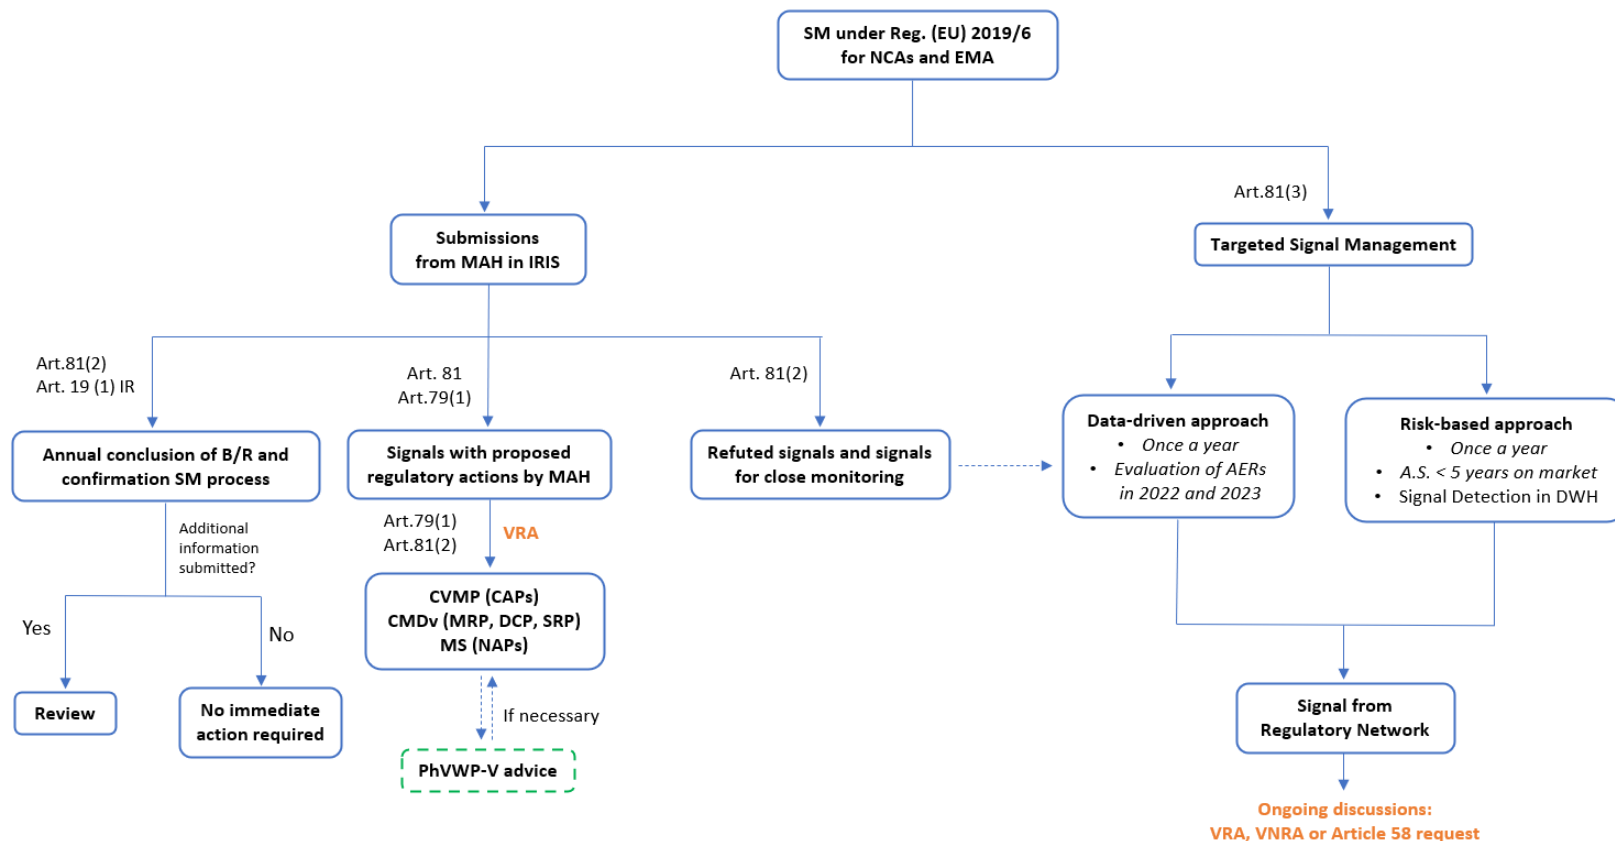 SM under Reg. (EU) 2019/6
for NCAs and EMA
Art.81(3)
Submissions
from MAH in IRIS
Targeted Signal Management
Art.81(2)
Art. 19 (1) IR
Art. 81
Art.79(1)
Art. 81(2)
Annual conclusion of B/R and
confirmation SM process
Signals with proposed
regulatory actions by MAH
Refuted signals and signals
for close monitoring
Data-driven approach
• Once a year
• Evaluation of AERs
in 2022 and 2023
Risk-based approach
• Once a year
• A.S. < 5 years on market
• Signal Detection in DWH
Additional
information
submitted?
Art.79(1)
Art.81(2)
VRA
Yes
No
CVMP (CAPs)
CMDv (MRP, DCP, SRP)
MS (NAPs)
Review
No immediate
action required
If necessary
PhVWP-V advice
Signal from
Regulatory Network
Ongoing discussions:
VRA, VNRA or Article 58 request